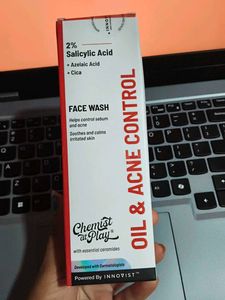 2%
Salicylic Acid
+ Azelaic Acid
+ Cica
FACE WASH
Helps control sebum
and acne
Soothes and calms
irritated skin
Chemist
at Play
with essential ceramides
Developed with Dermatologists
Powered By INNOVIST
OIL & ACNE CONTROL